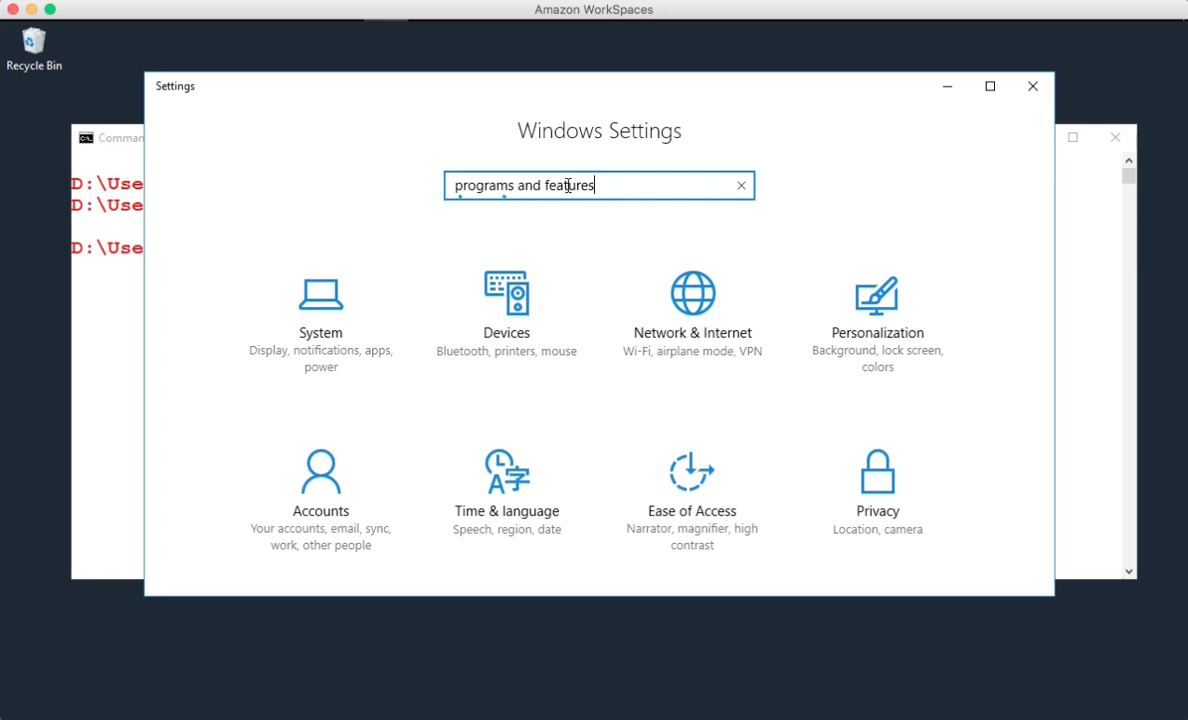 Amazon WorkSpaces
Recycle Bin
Settings
Windows Settings
programs and features
D:\Use
D:\Use
D:\Use
System
Display, notifications, apps,
power
Devices
Bluetooth, printers, mouse
Network & Internet
Wi-Fi, airplane mode, VPN
Personalization
Background, lock screen,
colors
Accounts
Your accounts, email, sync,
work, other people
Time & language
Speech, region, date
Ease of Access
Narrator, magnifier, high
contrast
Privacy
Location, camera